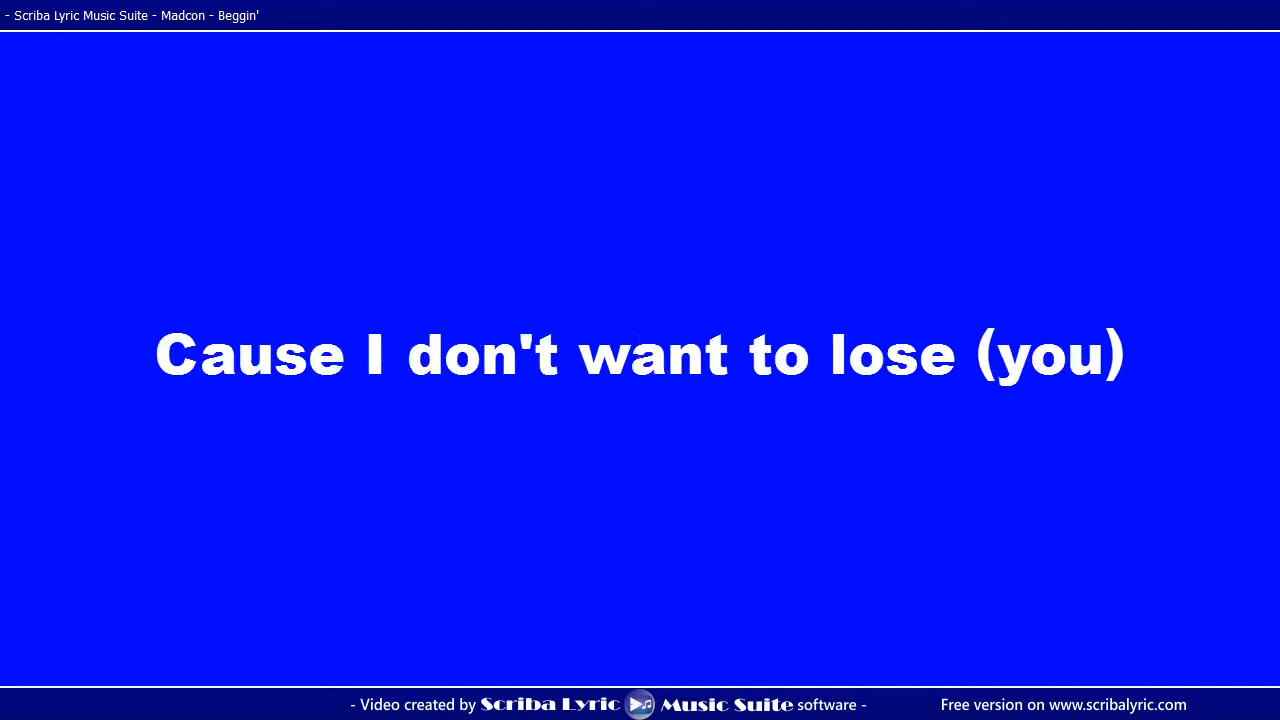 - Scriba Lyric Music Suite - Madcon - Beggin'
Cause I don't want to lose (you)
- Video created by Scriba Lyric Music Suite software - Free version on www.scribalyric.com